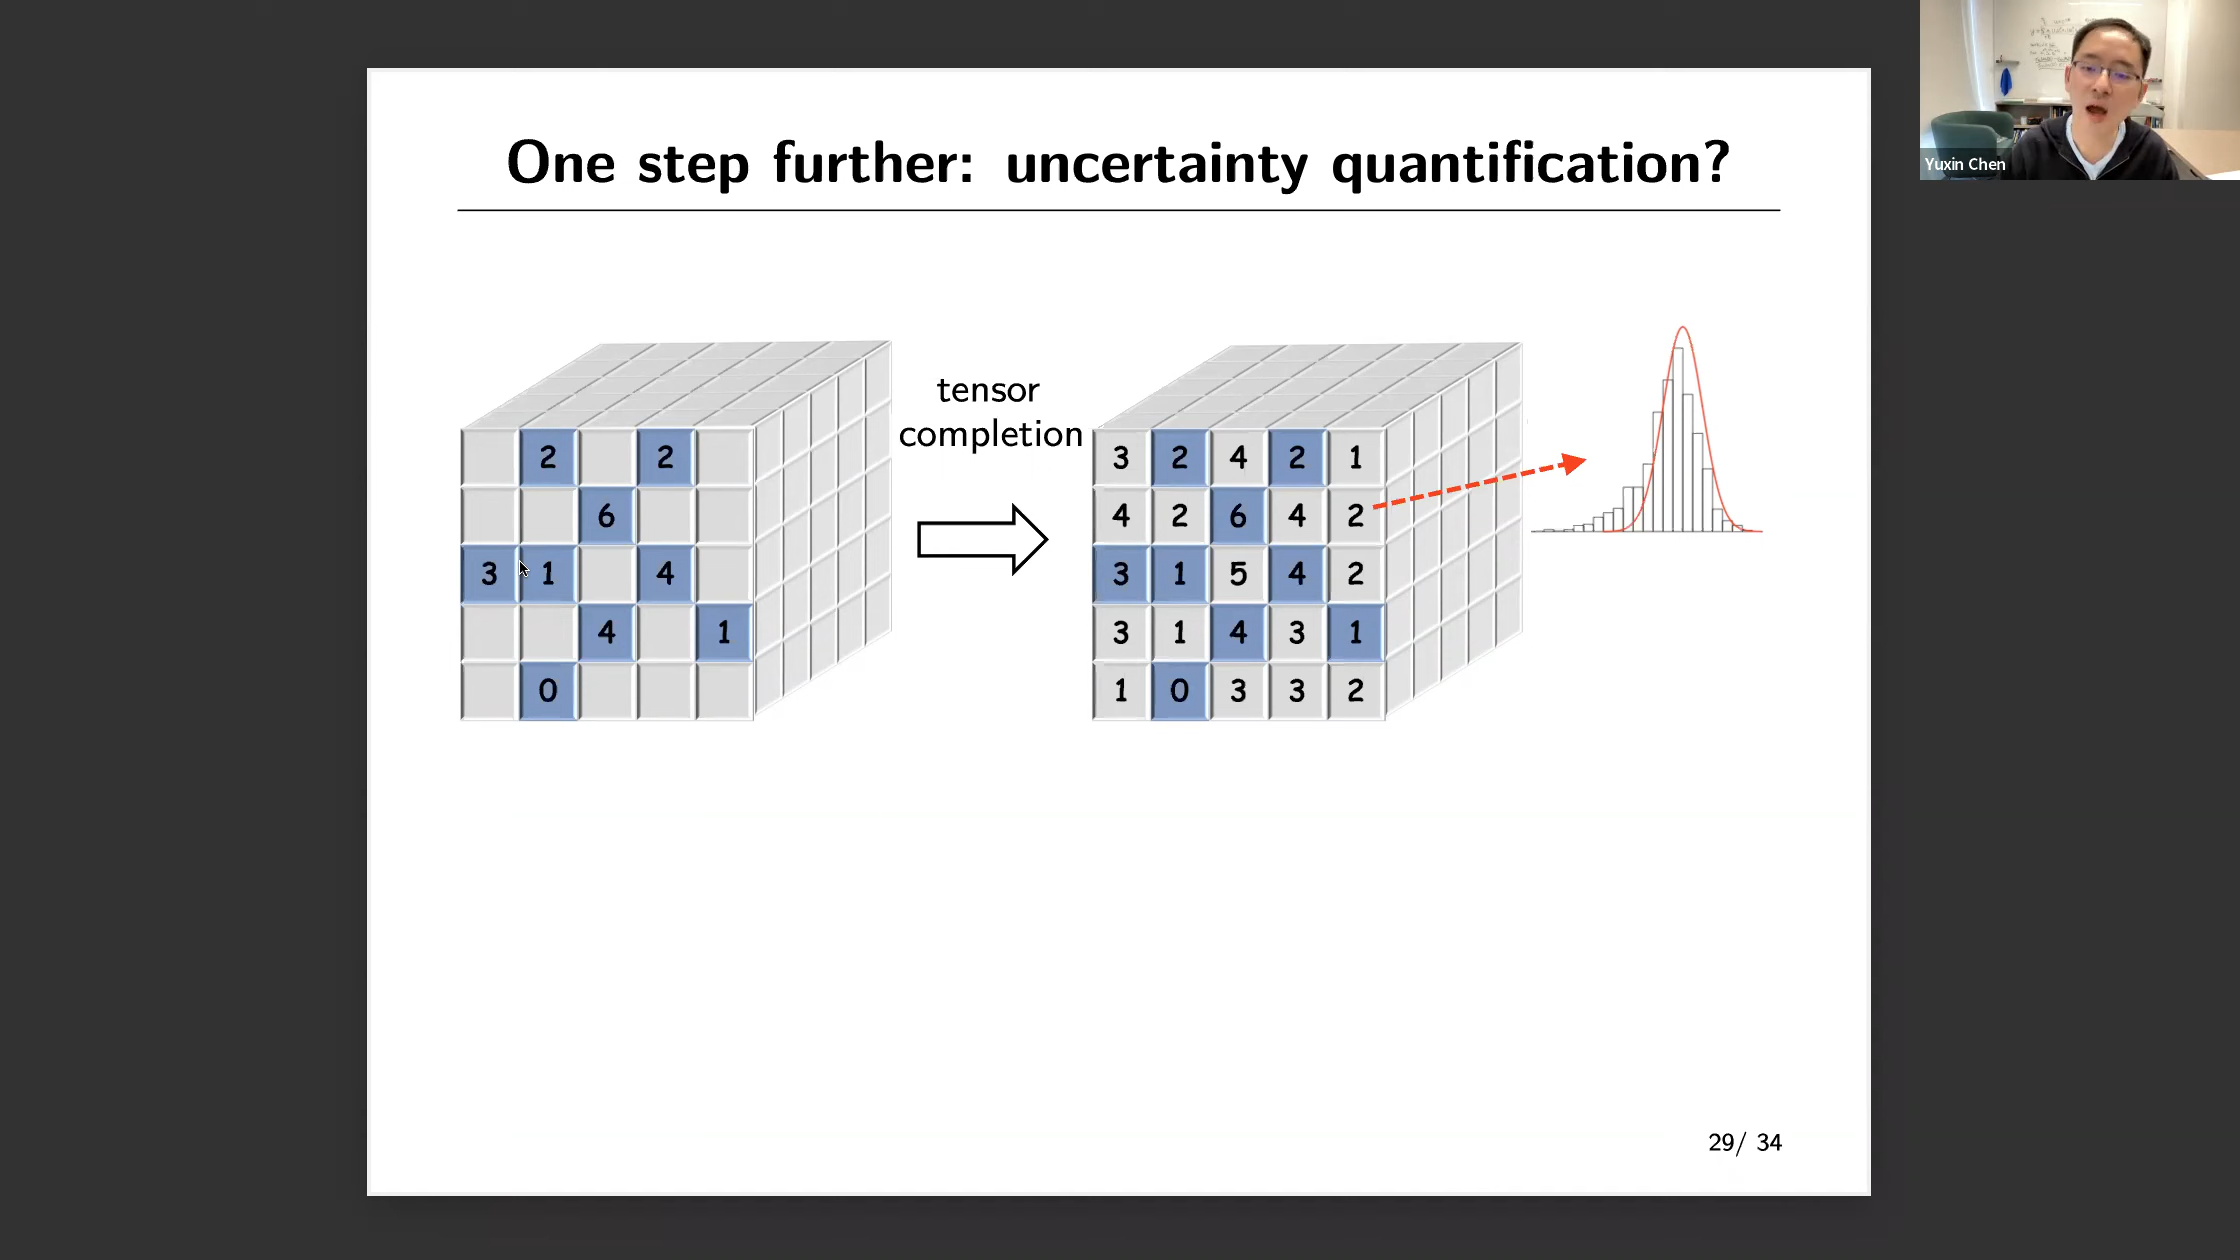 Yuxin Chen
One step further: uncertainty quantification?
tensor
completion
2 2
6
3 1 4
4 1
0
3 2 4 2 1
4 2 6 4 2
3 1 5 4 2
3 1 4 3 1
1 0 3 3 2
29/ 34